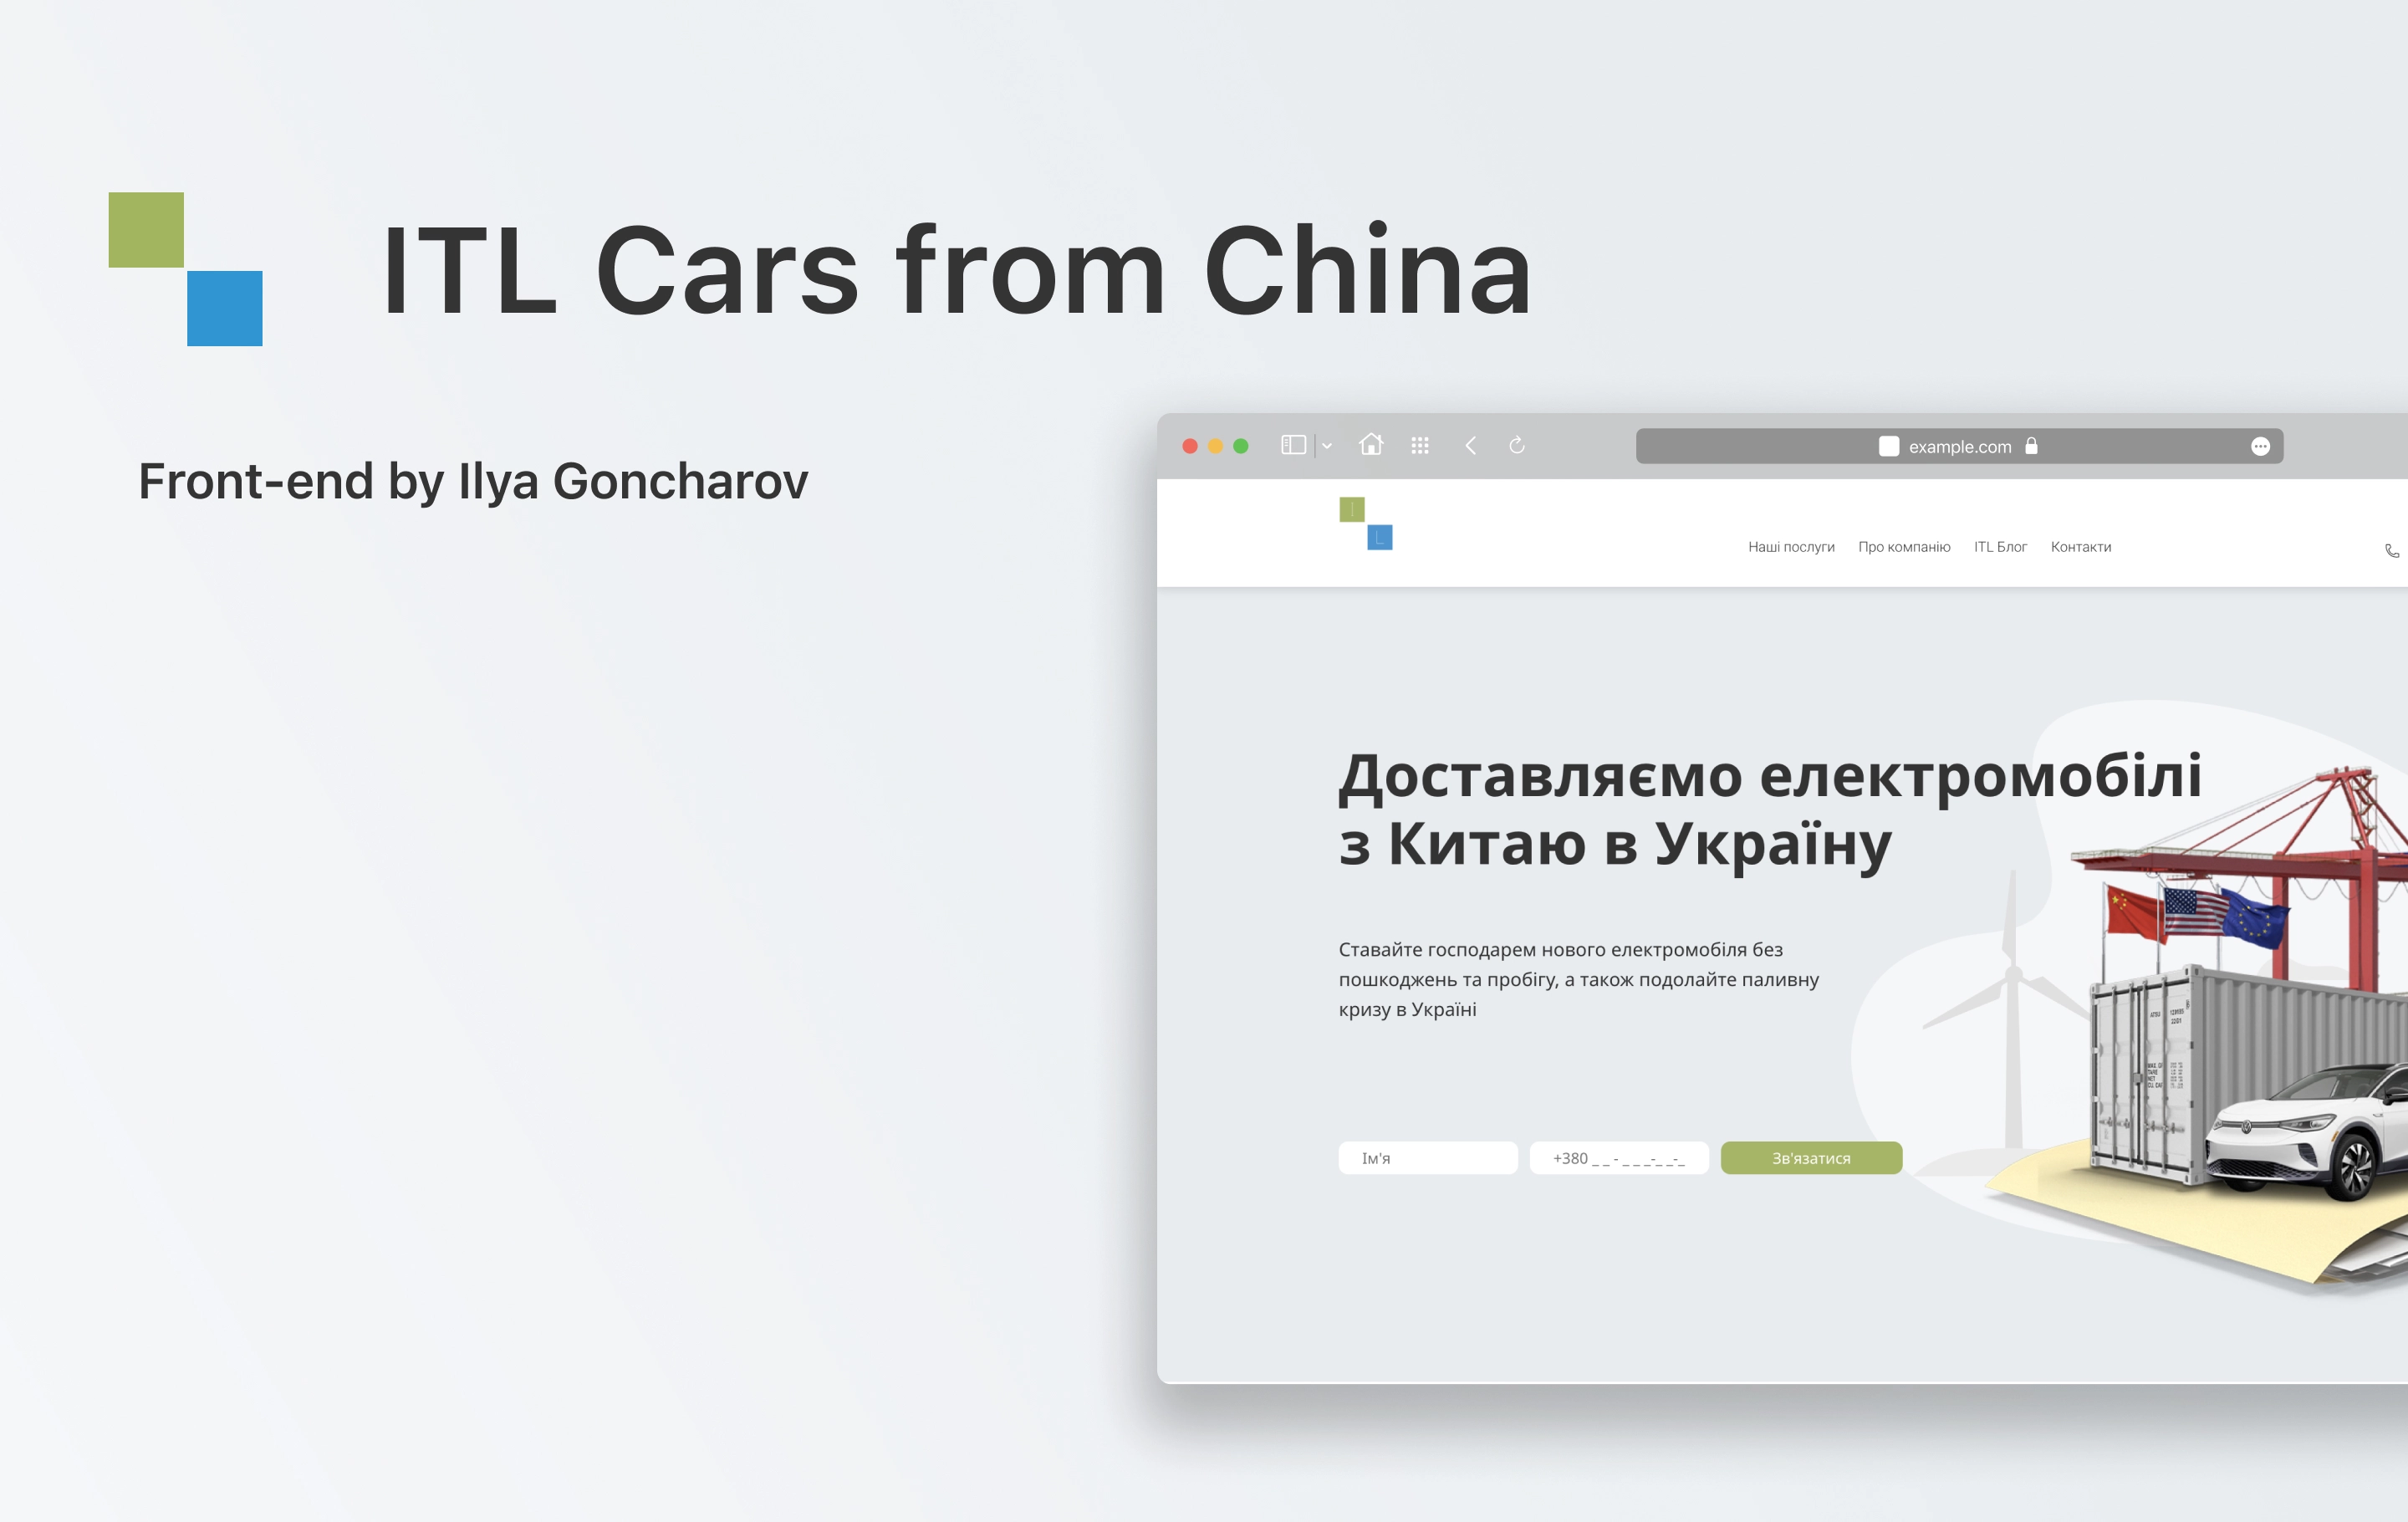 ITL Cars from China
Front-end by Ilya Goncharov
example.com
I
L
Наші послуги Про компанію ITL Блог Контакти
Доставляємо електромобілі
з Китаю в Україну
Ставайте господарем нового електромобіля без
пошкоджень та пробігу, а також подолайте паливну
кризу в Україні
Ім'я +380 _ _ - _ _ _-_ _-_ Зв'язатися